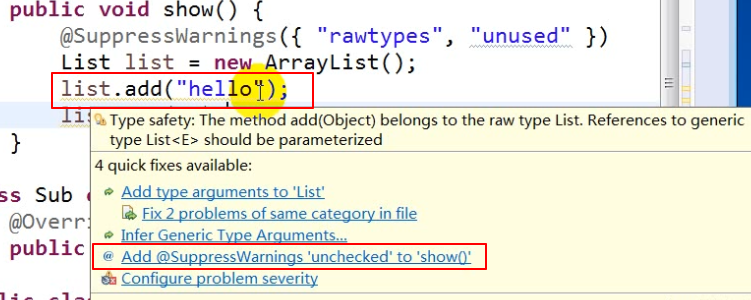 public void show() {
@SuppressWarnings({ "rawtypes", "unused" })
List list = new ArrayList();
list.add("hello");
Type safety: The method add(Object) belongs to the raw type List. References to generic
type List<E> should be parameterized
}
4 quick fixes available:
Add type arguments to 'List'
Fix 2 problems of same category in file
Infer Generic Type Arguments...
Add @SuppressWarnings 'unchecked' to 'show()'
Configure problem severity
ss Sub
@Overr
public